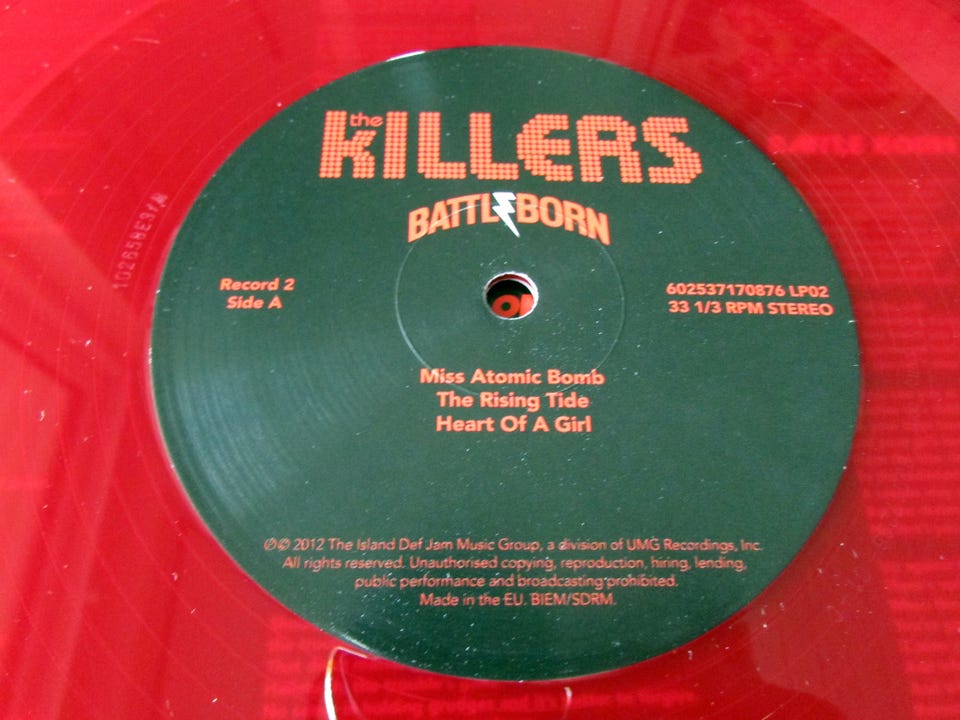 the
KILLERS
BATTLE BORN
Record 2
Side A
602537170876 LP02
33 1/3 RPM STEREO
Miss Atomic Bomb
The Rising Tide
Heart Of A Girl
℗© 2012 The Island Def Jam Music Group, a division of UMG Recordings, Inc.
All rights reserved. Unauthorised copying, reproduction, hiring, lending,
public performance and broadcasting prohibited.
Made in the EU. BIEM/SDRM.